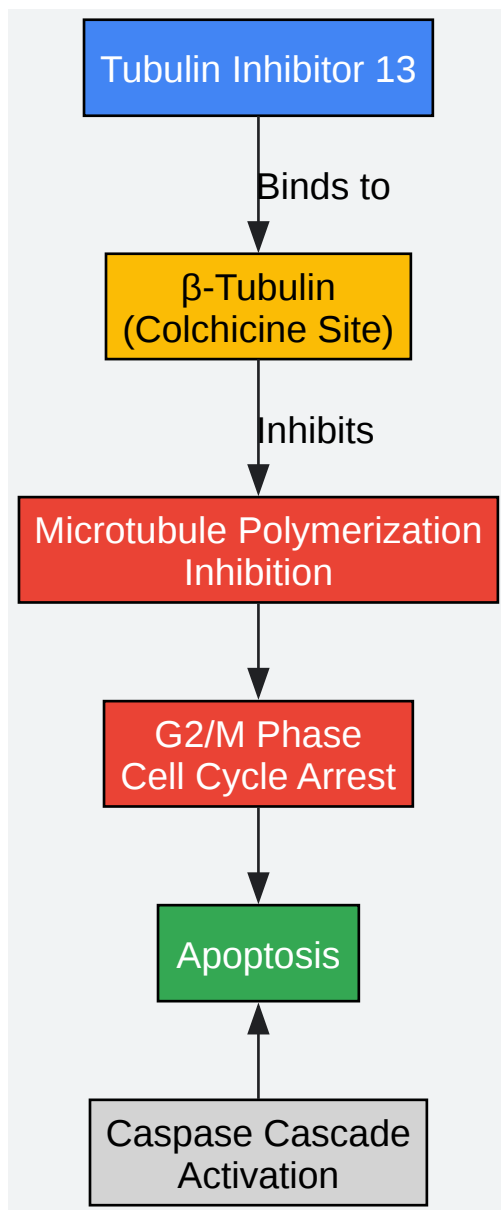 Tubulin Inhibitor 13
Binds to
β-Tubulin
(Colchicine Site)
Inhibits
Microtubule Polymerization
Inhibition
G2/M Phase
Cell Cycle Arrest
Apoptosis
Caspase Cascade
Activation